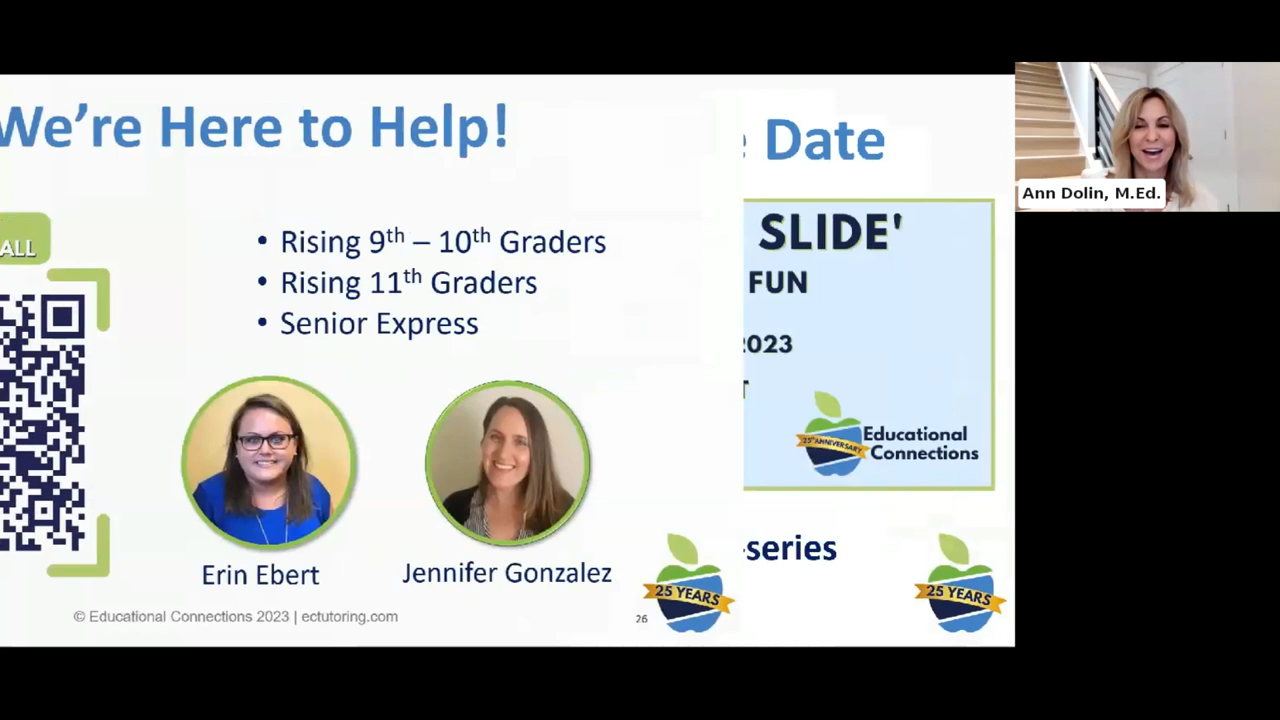 We're Here to Help!
Date
ALL
• Rising 9th – 10th Graders
• Rising 11th Graders
• Senior Express
SLIDE'
FUN
2023
25th ANNIVERSARY
Educational
Connections
Erin Ebert
Jennifer Gonzalez
-series
25 YEARS
25 YEARS
© Educational Connections 2023 | ectutoring.com
26
Ann Dolin, M.Ed.